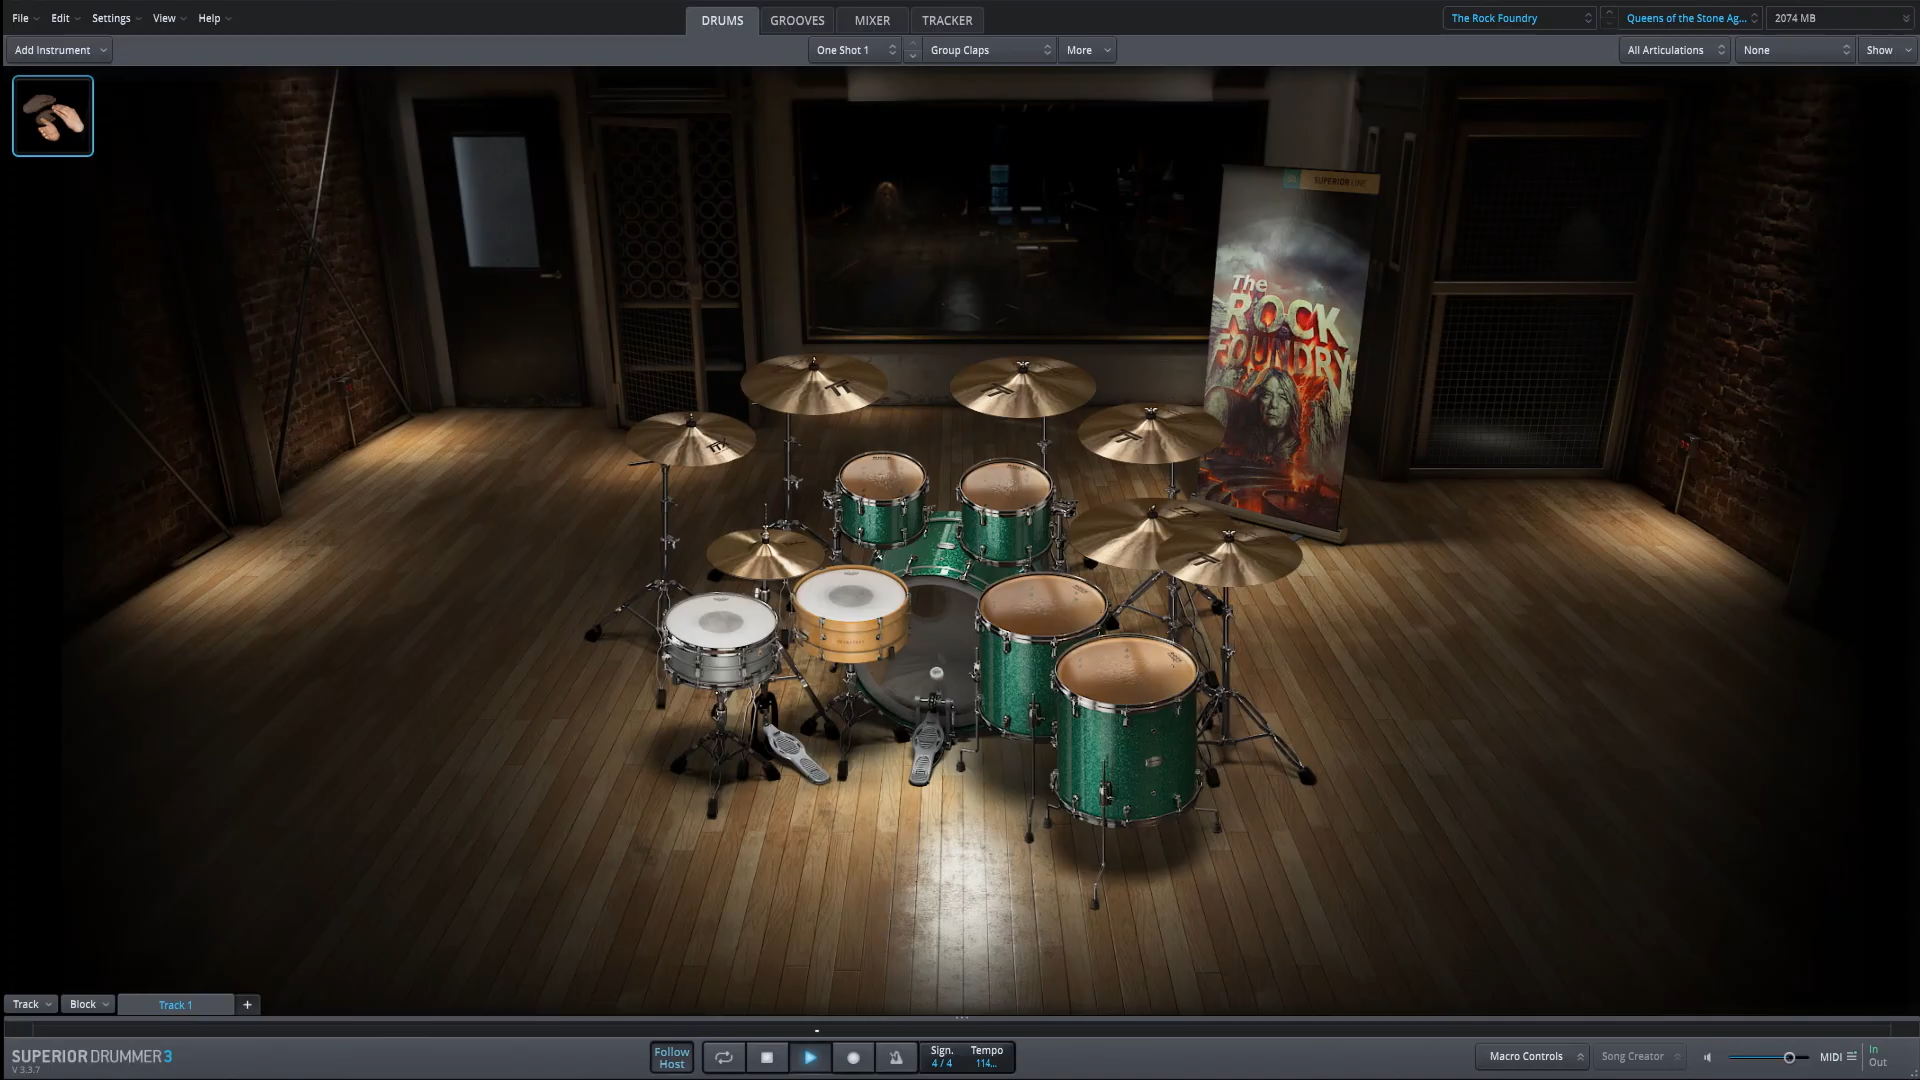 File Edit Settings View Help
DRUMS GROOVES MIXER TRACKER
The Rock Foundry
Queens of the Stone Ag...
2074 MB
Add Instrument
One Shot 1
Group Claps
More
All Articulations
None
Show
SUPERIOR LINE
The
ROCK
FOUNDRY
Track
Block
Track 1
+
SUPERIOR DRUMMER 3
V 3.3.7
Follow
Host
Sign.
4 / 4
Tempo
114...
Macro Controls
Song Creator
MIDI
In
Out